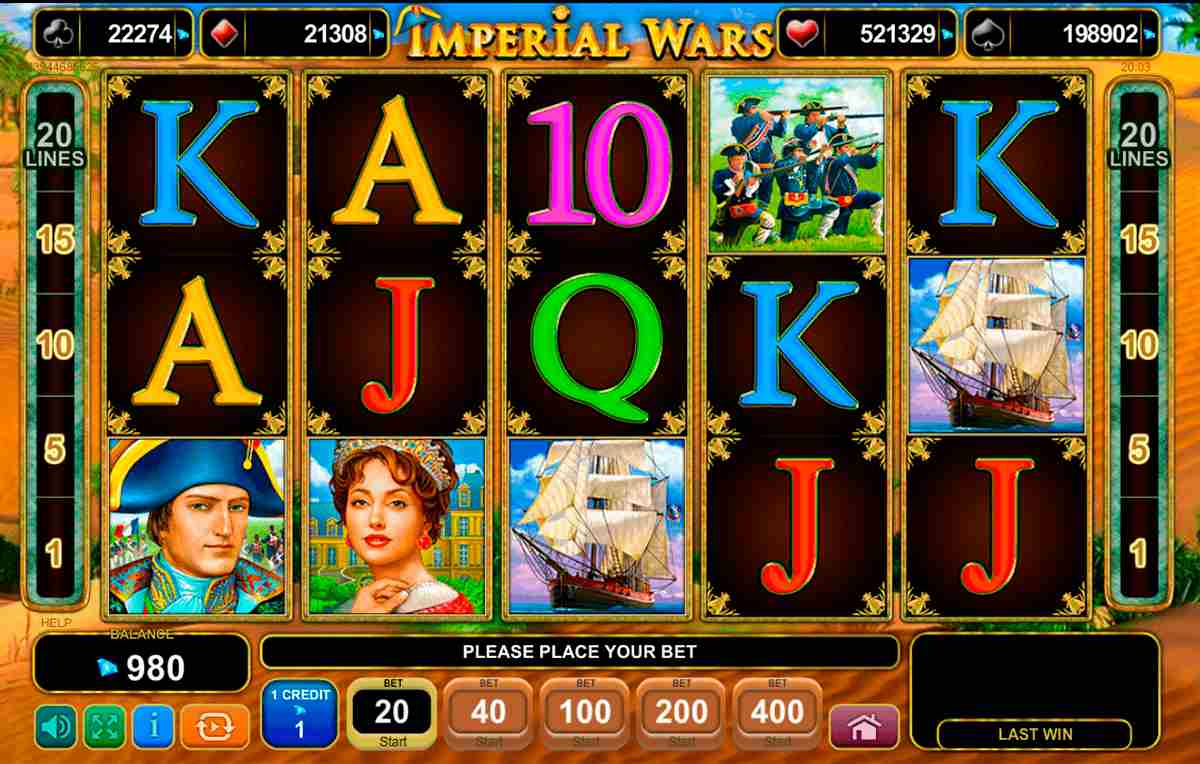 22274
21308
IMPERIAL WARS
521329
198902
20:03
20
LINES
15
10
5
1
K A 10 K
A J Q K
J J
20
LINES
15
10
5
1
HELP
BALANCE
980
PLEASE PLACE YOUR BET
1 CREDIT
1
BET
20
Start
BET
40
Start
BET
100
Start
BET
200
Start
BET
400
Start
LAST WIN